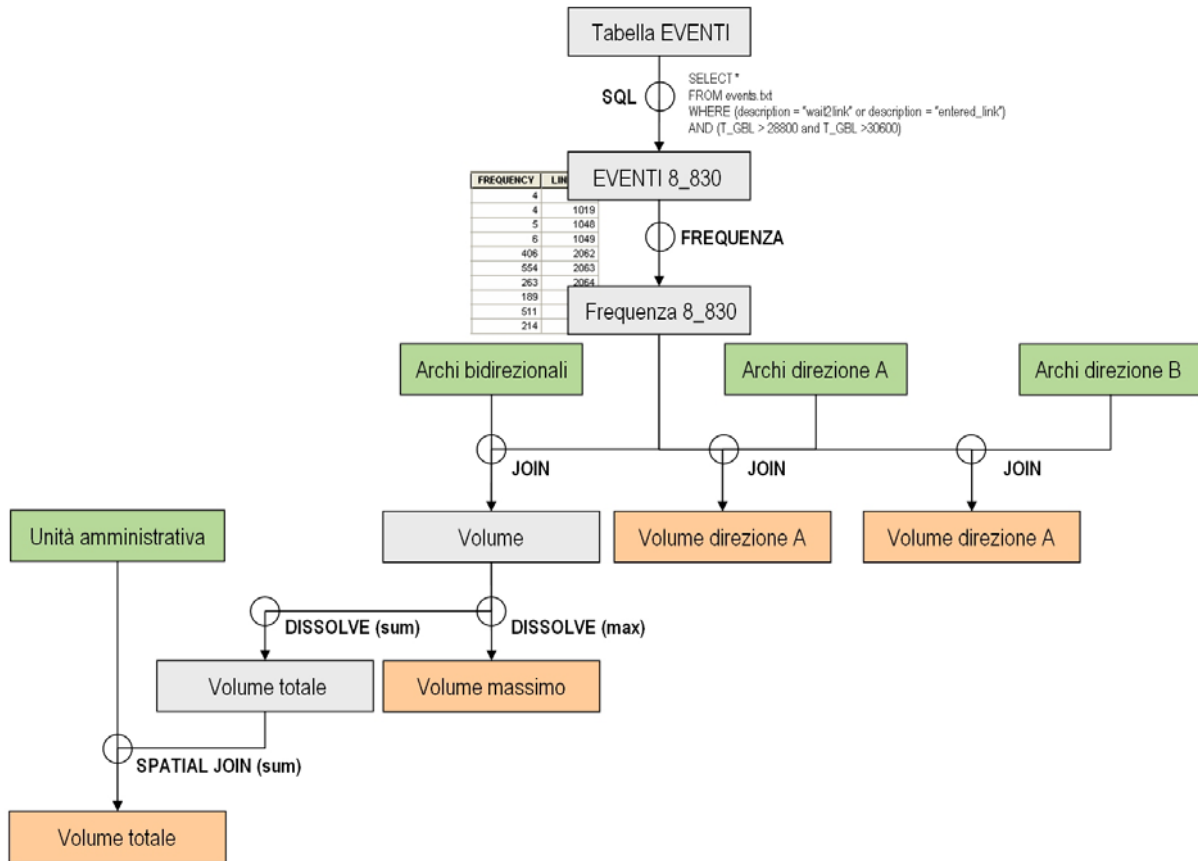 Tabella EVENTI
SQL
SELECT *
FROM events.txt
WHERE (description = "wait2link" or description = "entered_link")
AND (T_GBL > 28800 and T_GBL >30600)
EVENTI 8_830
FREQUENCY LIN
4
4 1019
5 1048
6 1049
406 2062
554 2063
263 2064
189
511
214
FREQUENZA
Frequenza 8_830
Archi bidirezionali
Archi direzione A
Archi direzione B
JOIN
JOIN
JOIN
Unità amministrativa
Volume
Volume direzione A
Volume direzione A
DISSOLVE (sum)
DISSOLVE (max)
Volume totale
Volume massimo
SPATIAL JOIN (sum)
Volume totale